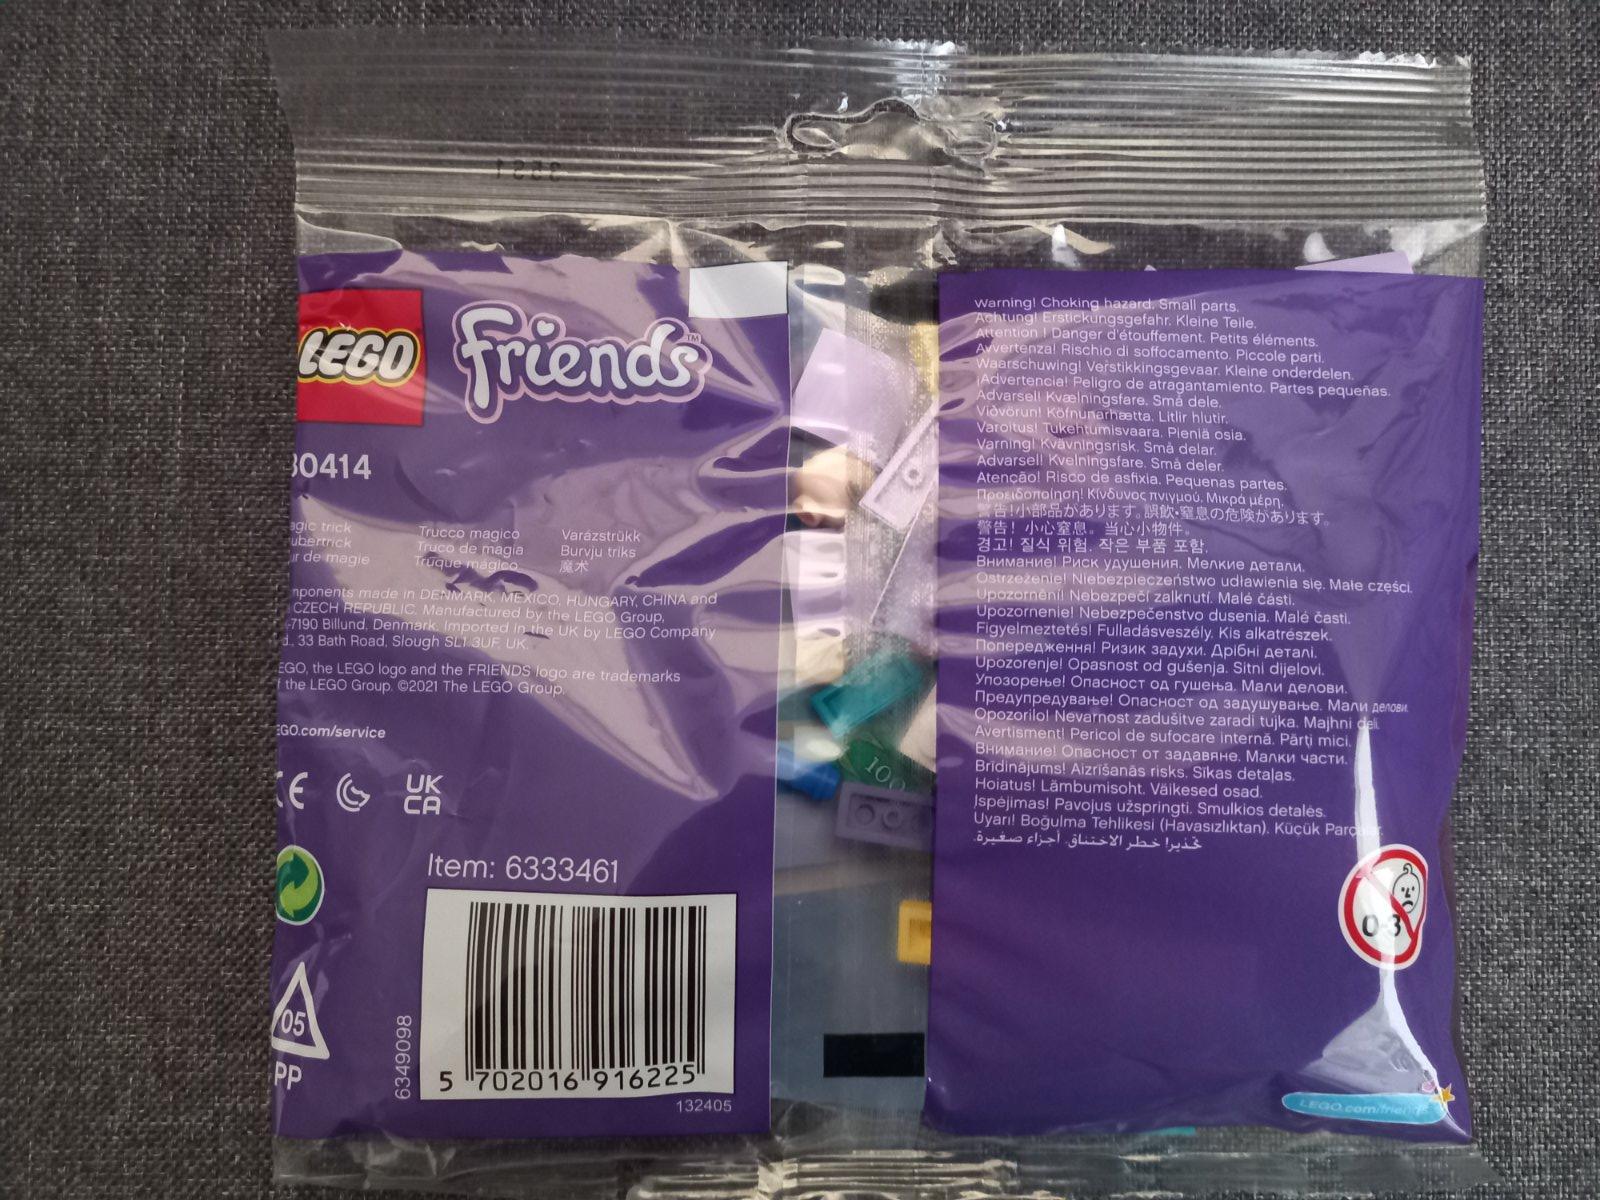 LEGO
friends™
30414
agic trick
ubertrick
ur de magie
Trucco magico
Truco de magia
Truque mágico
Varázstrükk
Burvju triks
魔术
mponents made in DENMARK, MEXICO, HUNGARY, CHINA and
CZECH REPUBLIC. Manufactured by the LEGO Group,
-7190 Billund, Denmark. Imported in the UK by LEGO Company
d., 33 Bath Road, Slough SL1 3UF, UK.
EGO, the LEGO logo and the FRIENDS logo are trademarks
f the LEGO Group. ©2021 The LEGO Group.
EGO.com/service
CE
UK
CA
Item: 6333461
05
PP
6349098
5 702016 916225
132405
100
Warning! Choking hazard. Small parts.
Achtung! Erstickungsgefahr. Kleine Teile.
Attention ! Danger d'étouffement. Petits éléments.
Avvertenza! Rischio di soffocamento. Piccole parti.
Waarschuwing! Verstikkingsgevaar. Kleine onderdelen.
¡Advertencia! Peligro de atragantamiento. Partes pequeñas.
Advarsel! Kvælningsfare. Små dele.
Viðvörun! Köfnunarhætta. Litlir hlutir.
Varoitus! Tukehtumisvaara. Pieniä osia.
Varning! Kvävningsrisk. Små delar.
Advarsel! Kvelningsfare. Små deler.
Atenção! Risco de asfixia. Pequenas partes.
Προειδοποίηση! Κίνδυνος πνιγμού. Μικρά μέρη.
警告!小部品があります。誤飲・窒息の危険があります。
警告！小心窒息。当心小物件。
경고! 질식 위험. 작은 부품 포함.
Внимание! Риск удушения. Мелкие детали.
Ostrzeżenie! Niebezpieczeństwo udławienia się. Małe części.
Upozornění! Nebezpečí zalknutí. Malé části.
Upozornenie! Nebezpečenstvo dusenia. Malé časti.
Figyelmeztetés! Fulladásveszély. Kis alkatrészek.
Попередження! Ризик задухи. Дрібні деталі.
Upozorenje! Opasnost od gušenja. Sitni dijelovi.
Упозорење! Опасност од гушења. Мали делови.
Предупредување! Опасност од задушување. Мали делови.
Opozorilo! Nevarnost zadušitve zaradi tujka. Majhni deli.
Avertisment! Pericol de sufocare internă. Părți mici.
Внимание! Опасност от задавяне. Малки части.
Brīdinājums! Aizrīšanās risks. Sīkas detaļas.
Hoiatus! Lämbumisoht. Väikesed osad.
Įspėjimas! Pavojus užspringti. Smulkios detalės.
Uyarı! Boğulma Tehlikesi (Havasızlıktan). Küçük Parçalar.
تحذير! خطر الاختناق. أجزاء صغيرة.
0-3
LEGO.com/friends